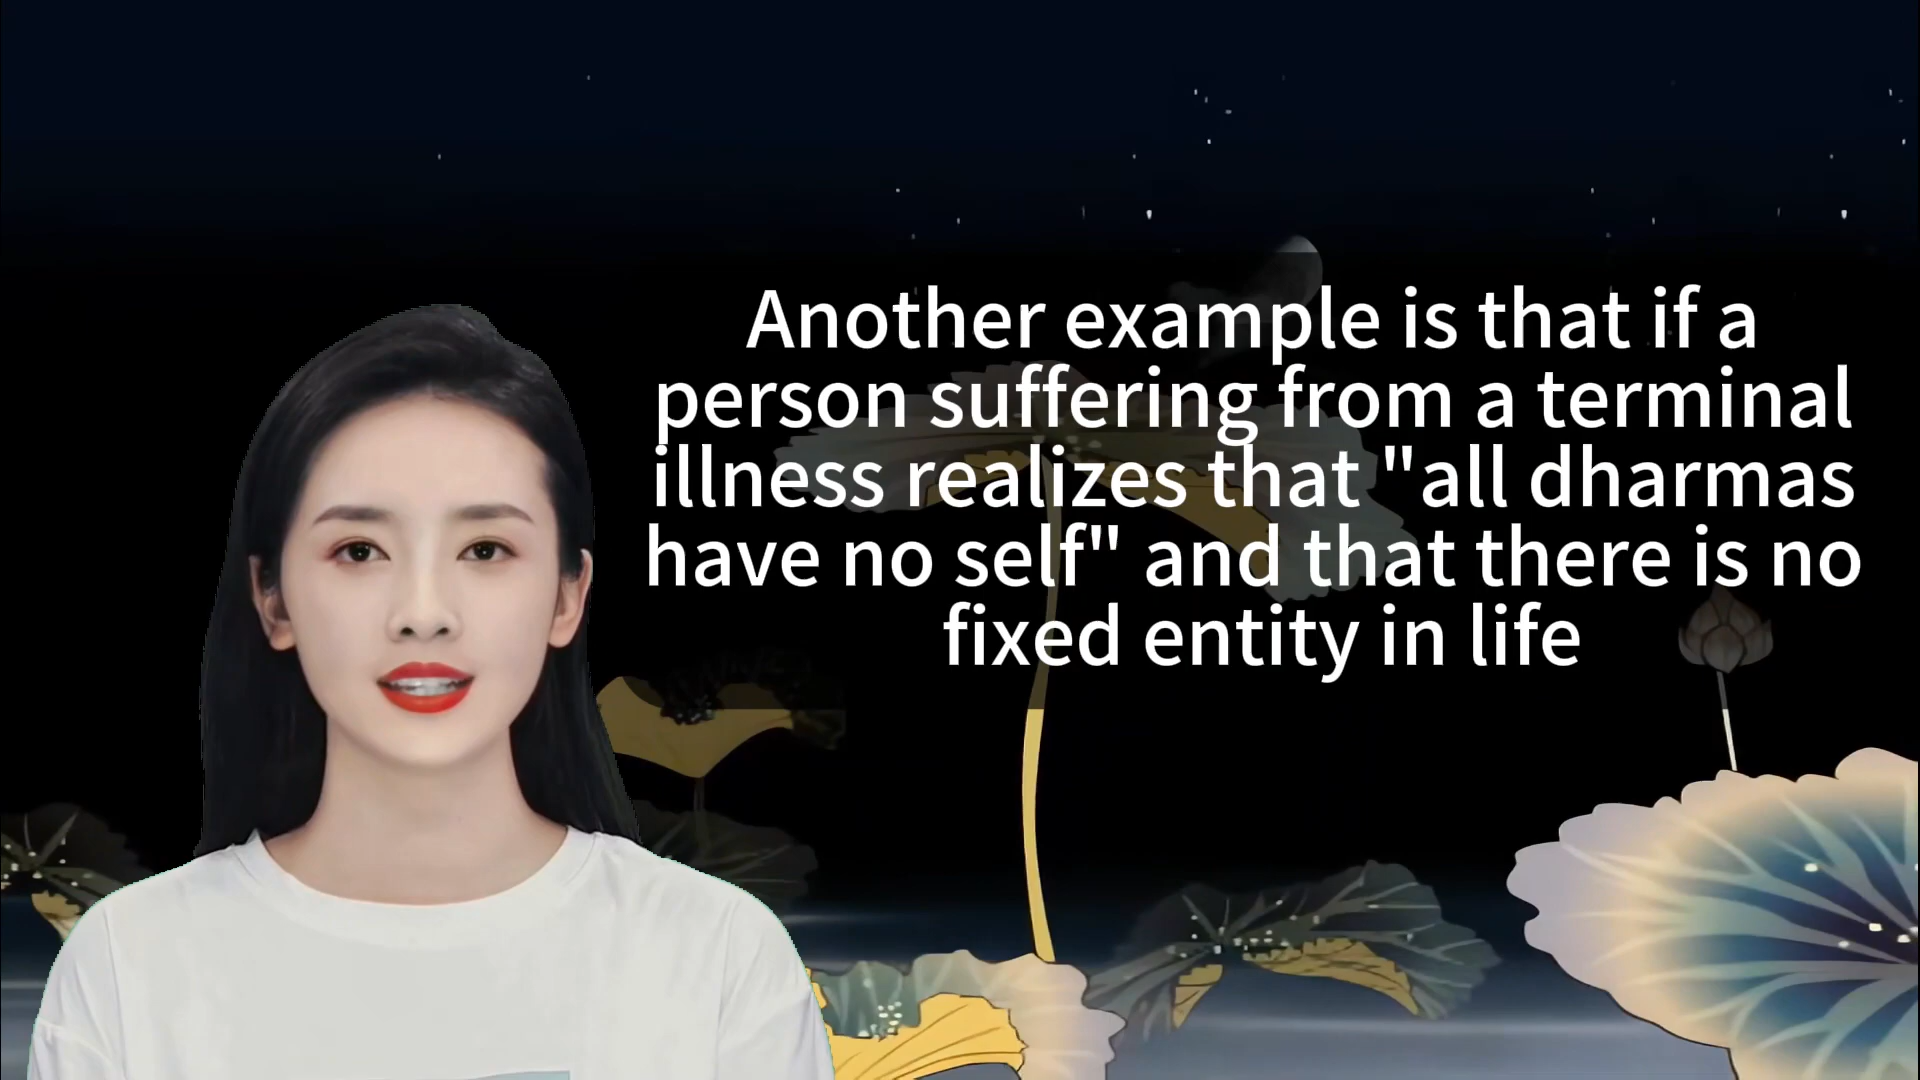 Another example is that if a
person suffering from a terminal
illness realizes that "all dharmas
have no self" and that there is no
fixed entity in life